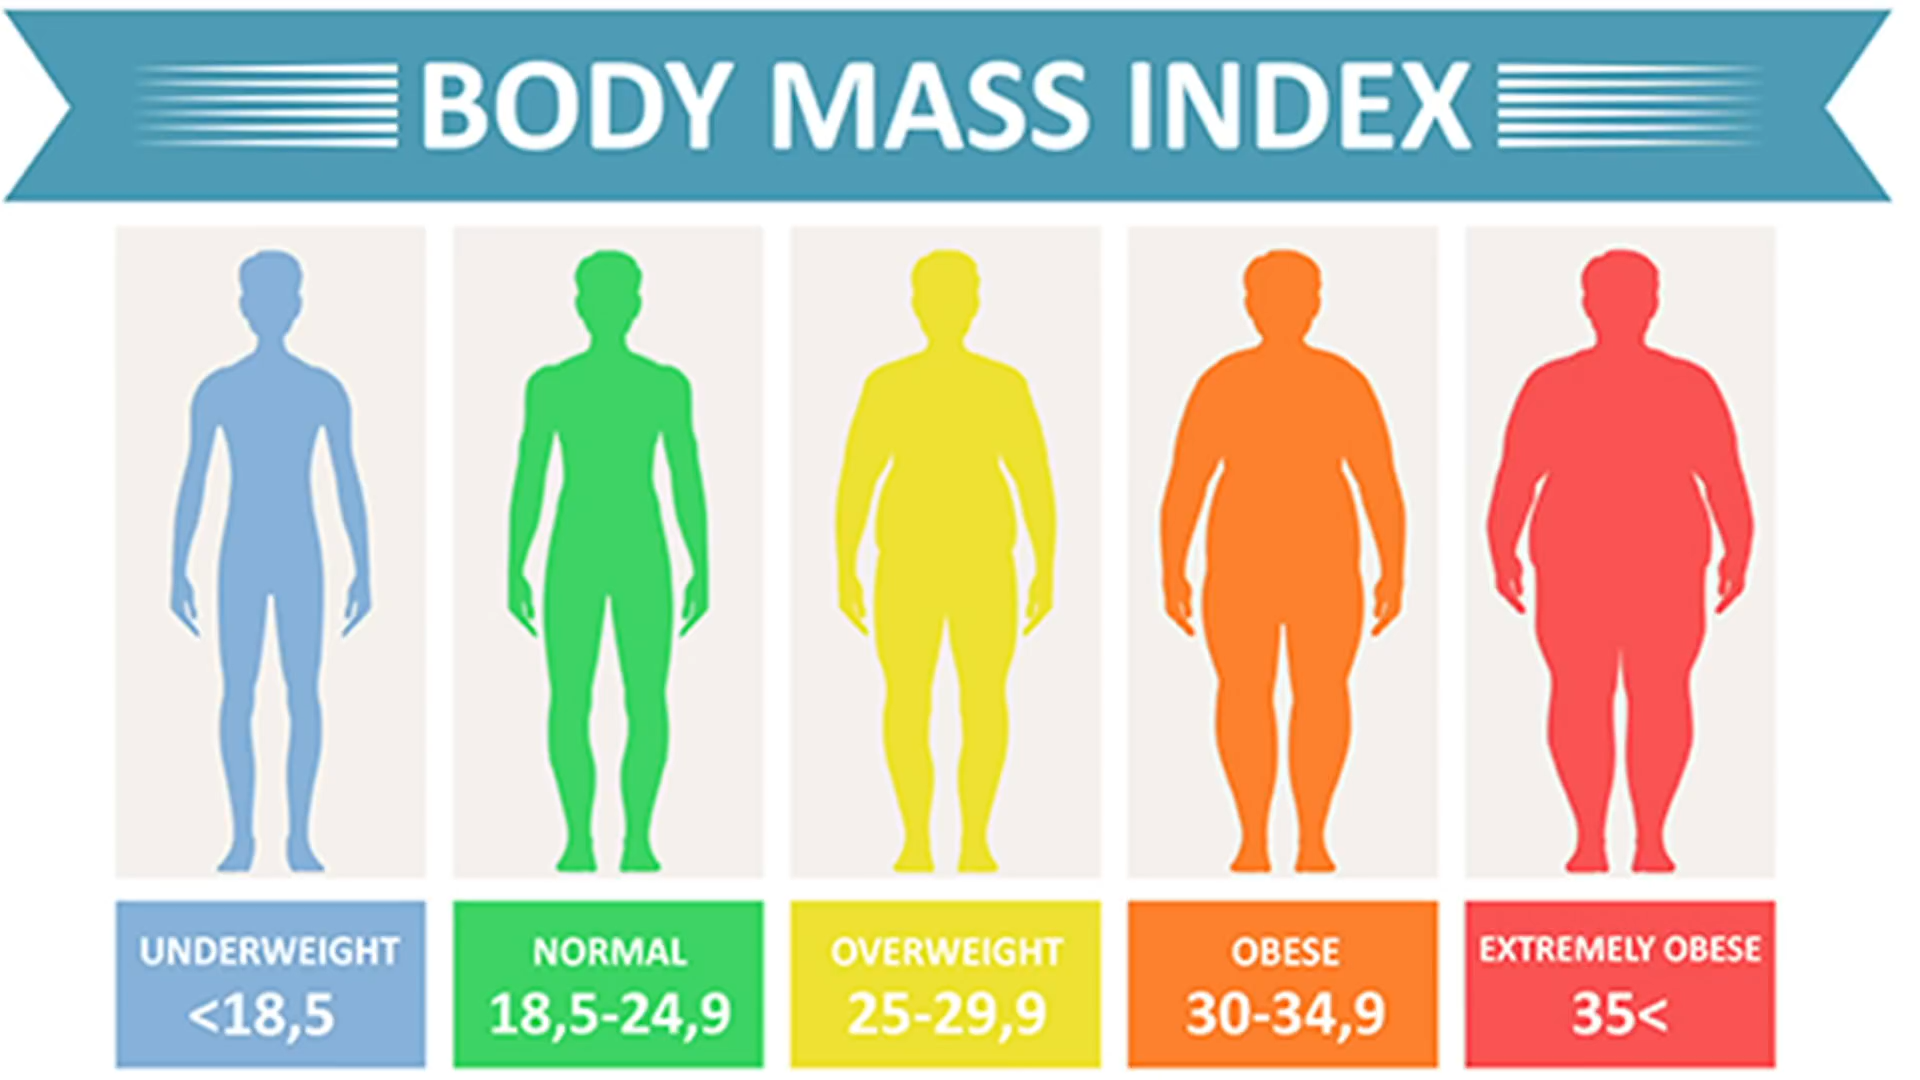 BODY MASS INDEX
UNDERWEIGHT
<18,5
NORMAL
18,5-24,9
OVERWEIGHT
25-29,9
OBESE
30-34,9
EXTREMELY OBESE
35<